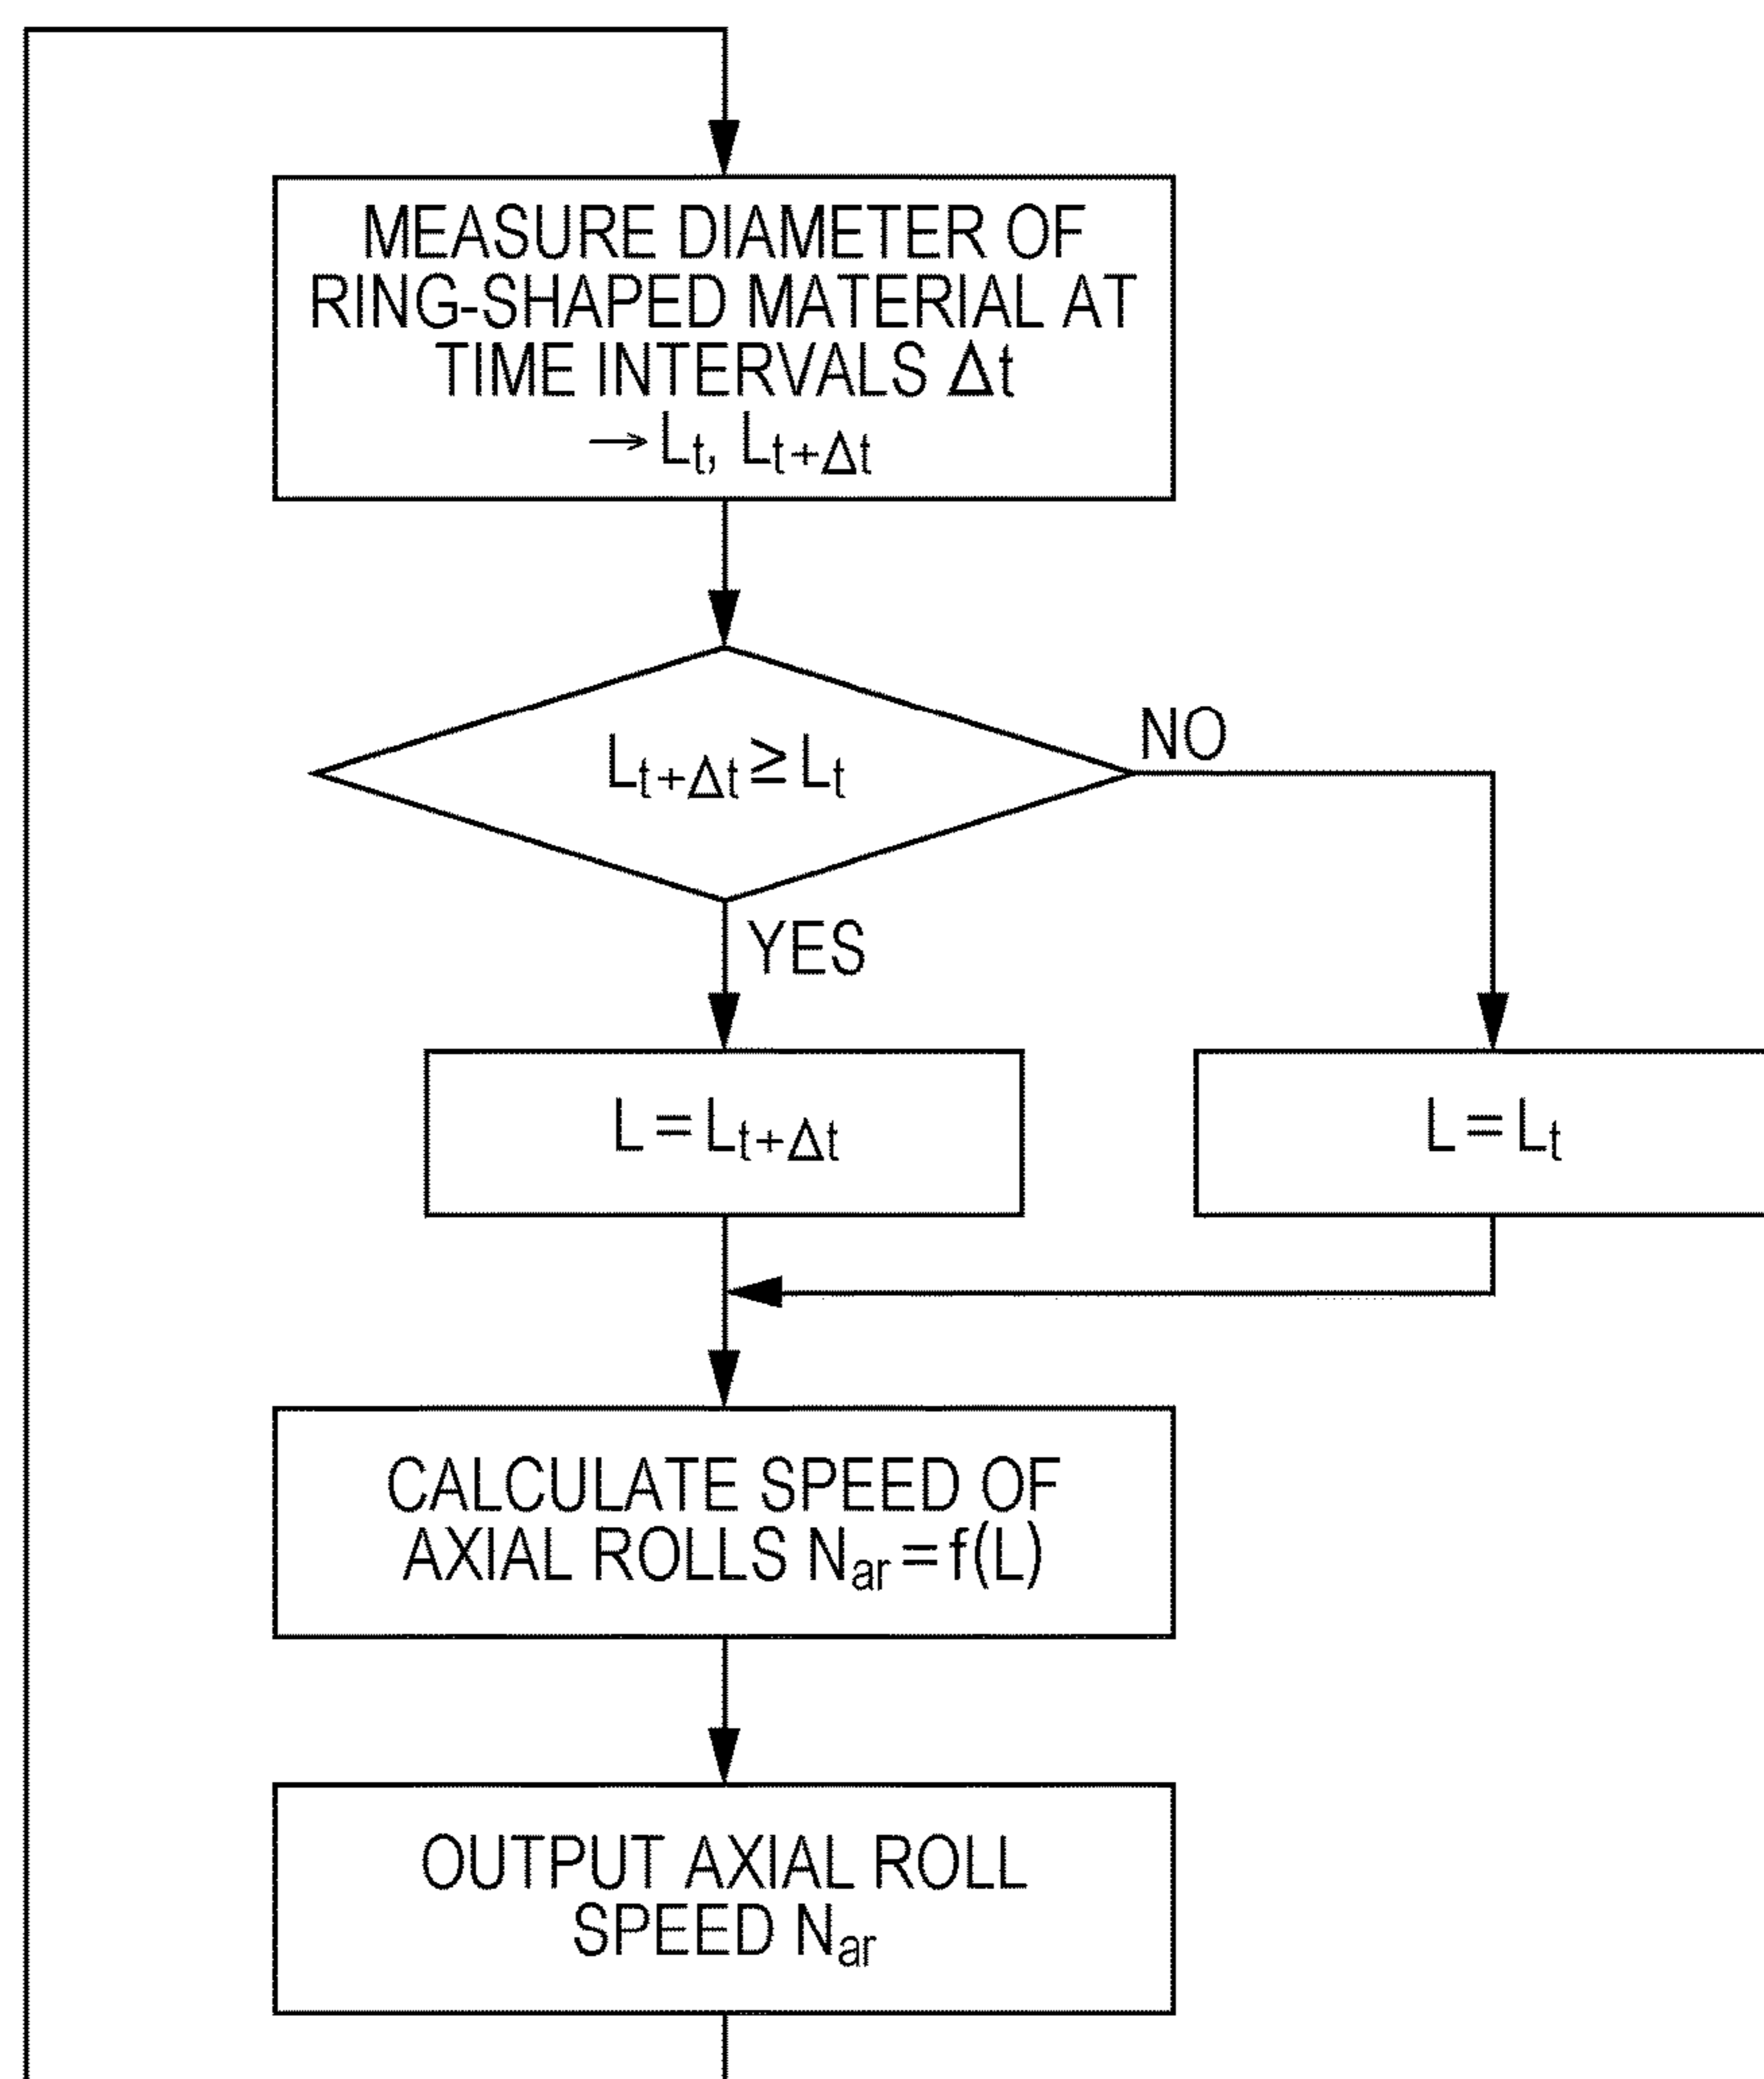 MEASURE DIAMETER OF
RING-SHAPED MATERIAL AT
TIME INTERVALS Δt
→ Lt, Lt+Δt
Lt+Δt ≥ Lt
NO
YES
L = Lt+Δt
L = Lt
CALCULATE SPEED OF
AXIAL ROLLS Nar = f(L)
OUTPUT AXIAL ROLL
SPEED Nar